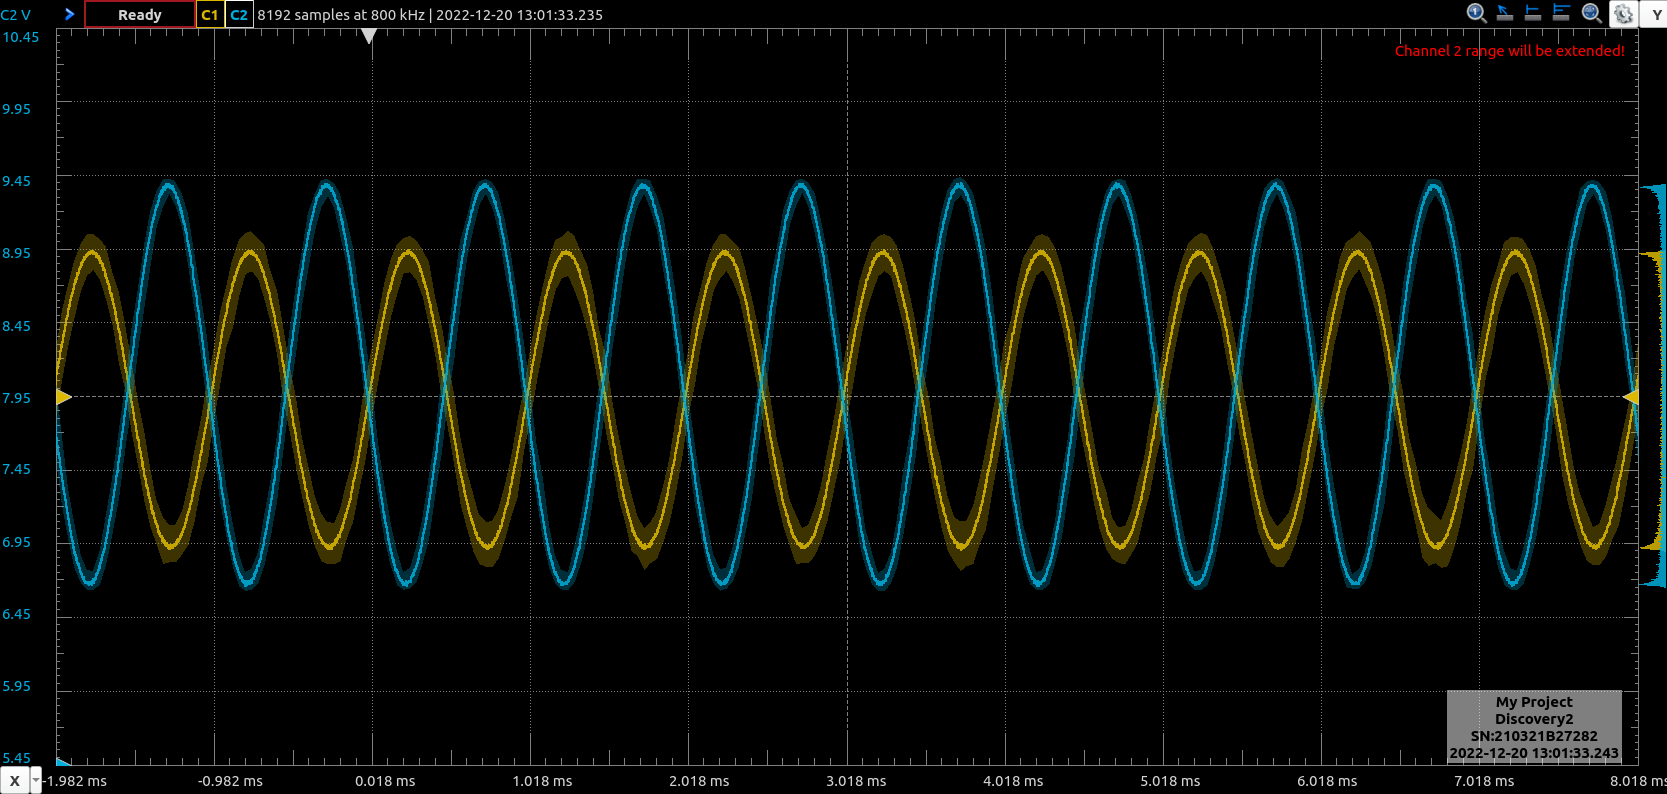 C2 V
Ready
C1 C2 8192 samples at 800 kHz | 2022-12-20 13:01:33.235
Y
Channel 2 range will be extended!
10.45
9.95
9.45
8.95
8.45
7.95
7.45
6.95
6.45
5.95
5.45
My Project
Discovery2
SN:210321B27282
2022-12-20 13:01:33.243
X -1.982 ms -0.982 ms 0.018 ms 1.018 ms 2.018 ms 3.018 ms 4.018 ms 5.018 ms 6.018 ms 7.018 ms 8.018 ms